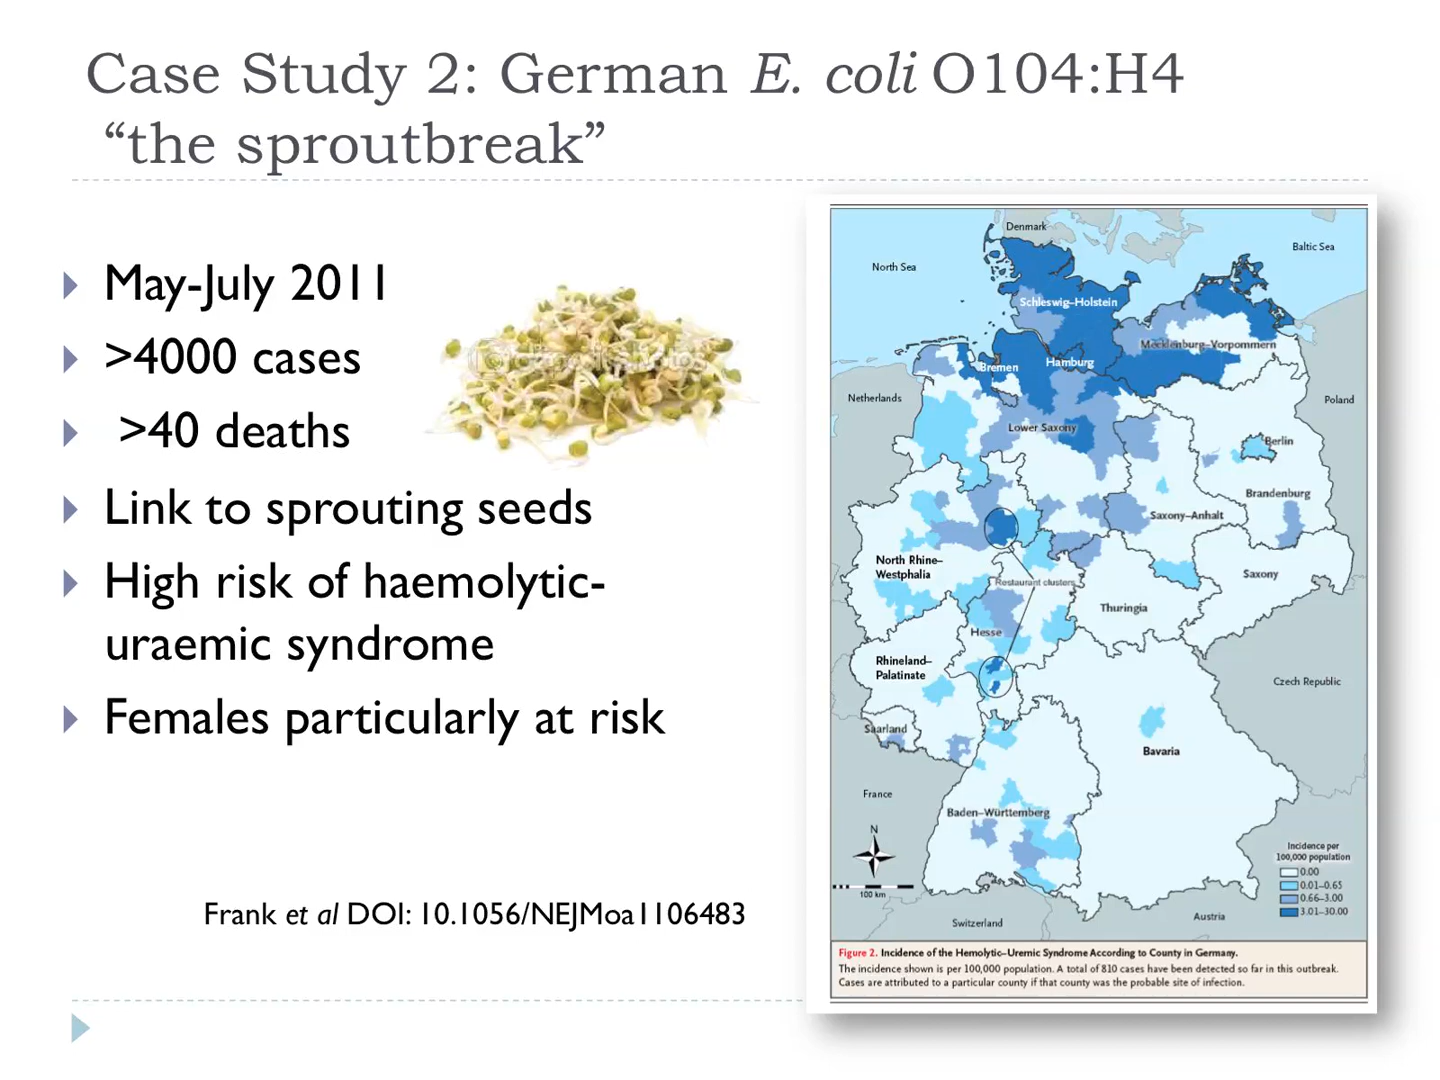 Case Study 2: German E. coli O104:H4
“the sproutbreak”
May-July 2011
>4000 cases
>40 deaths
Link to sprouting seeds
High risk of haemolytic-
uraemic syndrome
Females particularly at risk
Frank et al DOI: 10.1056/NEJMoa1106483
depositphotos
Denmark
Baltic Sea
North Sea
Schleswig–Holstein
Mecklenburg–Vorpommern
Hamburg
Bremen
Netherlands
Poland
Lower Saxony
Berlin
Brandenburg
Saxony–Anhalt
North Rhine–
Westphalia
Restaurant clusters
Saxony
Thuringia
Hesse
Rhineland–
Palatinate
Czech Republic
Saarland
Bavaria
France
Baden–Württemberg
N
100 km
Switzerland
Austria
Incidence per
100,000 population
0.00
0.01–0.65
0.66–3.00
3.01–30.00
Figure 2. Incidence of the Hemolytic–Uremic Syndrome According to County in Germany.
The incidence shown is per 100,000 population. A total of 810 cases have been detected so far in this outbreak.
Cases are attributed to a particular county if that county was the probable site of infection.